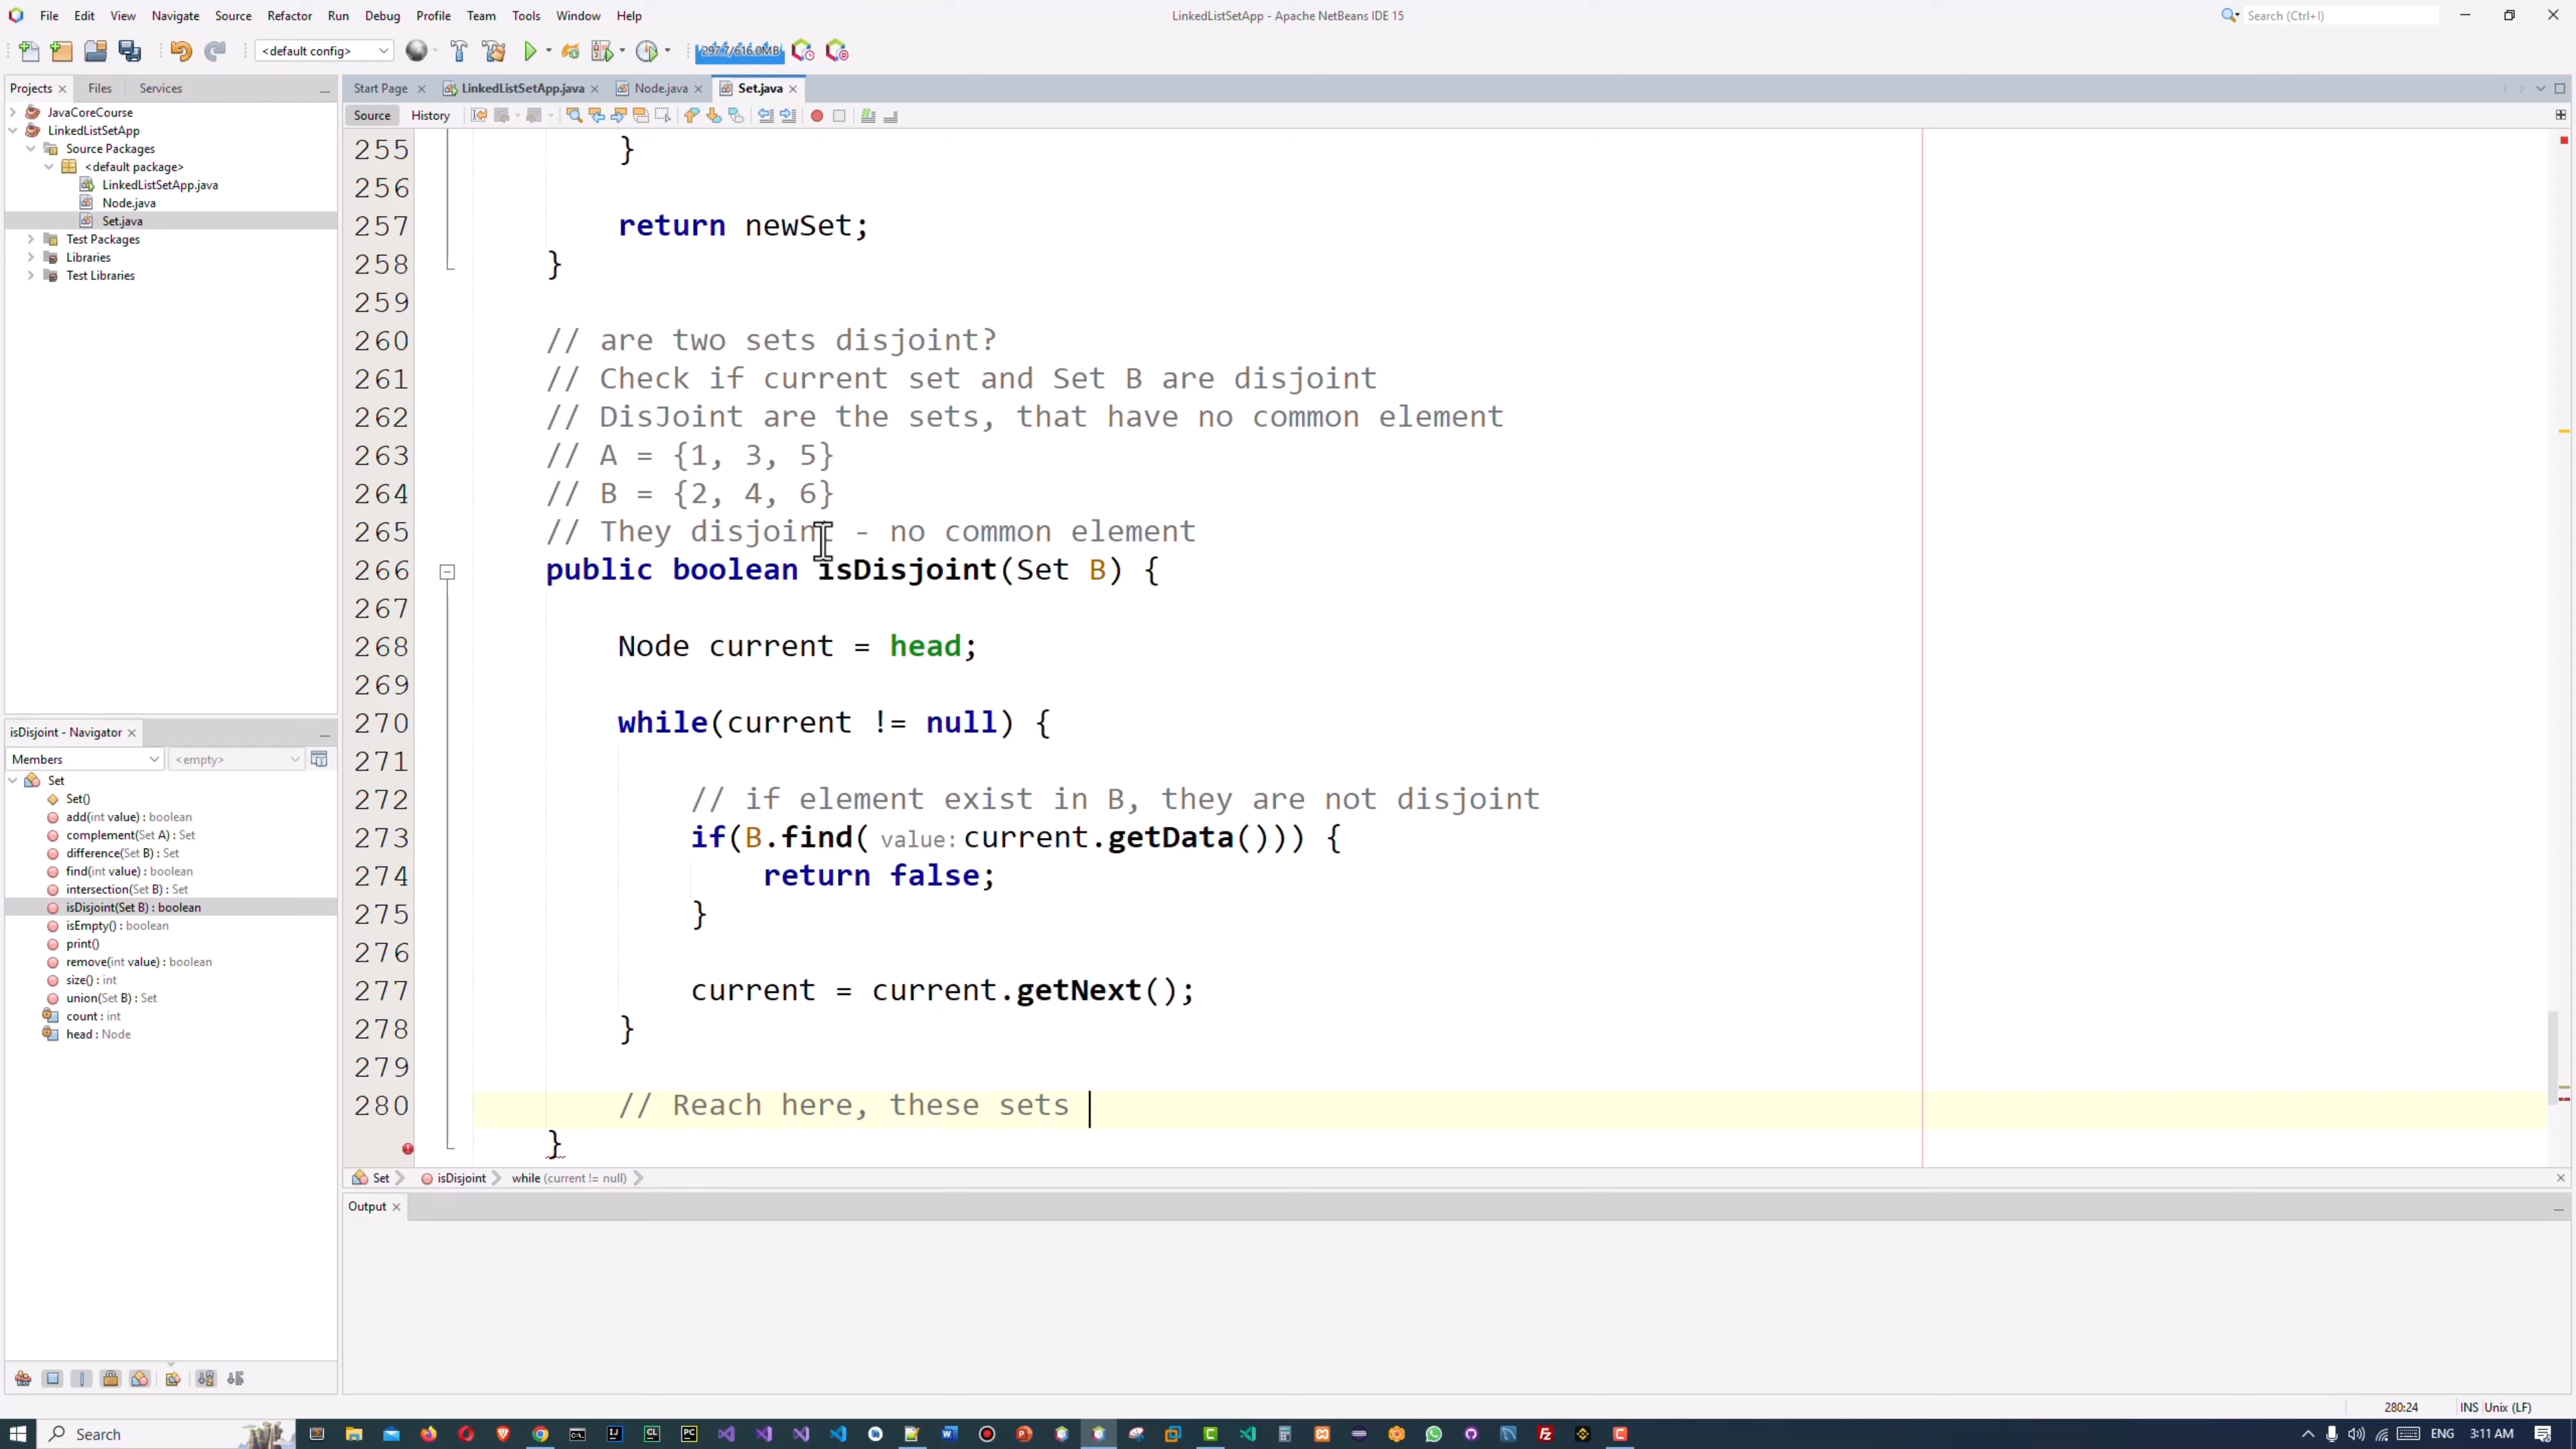 File Edit View Navigate Source Refactor Run Debug Profile Team Tools Window Help
LinkedListSetApp - Apache NetBeans IDE 15
Search (Ctrl+I)
<default config>
297.7/616.0MB
Projects Files Services
Start Page LinkedListSetApp.java Node.java Set.java
Source History
JavaCoreCourse
LinkedListSetApp
Source Packages
<default package>
LinkedListSetApp.java
Node.java
Set.java
Test Packages
Libraries
Test Libraries
255 }
256
257 return newSet;
258 }
259
260 // are two sets disjoint?
261 // Check if current set and Set B are disjoint
262 // DisJoint are the sets, that have no common element
263 // A = {1, 3, 5}
264 // B = {2, 4, 6}
265 // They disjoint - no common element
266 public boolean isDisjoint(Set B) {
267
268 Node current = head;
269
270 while(current != null) {
271
272 // if element exist in B, they are not disjoint
273 if(B.find( value: current.getData())) {
274 return false;
275 }
276
277 current = current.getNext();
278 }
279
280 // Reach here, these sets
}
isDisjoint - Navigator
Members <empty>
Set
Set()
add(int value) : boolean
complement(Set A) : Set
difference(Set B) : Set
find(int value) : boolean
intersection(Set B) : Set
isDisjoint(Set B) : boolean
isEmpty() : boolean
print()
remove(int value) : boolean
size() : int
union(Set B) : Set
count : int
head : Node
Set isDisjoint while (current != null)
Output
280:24 INS Unix (LF)
Search
ENG 3:11 AM